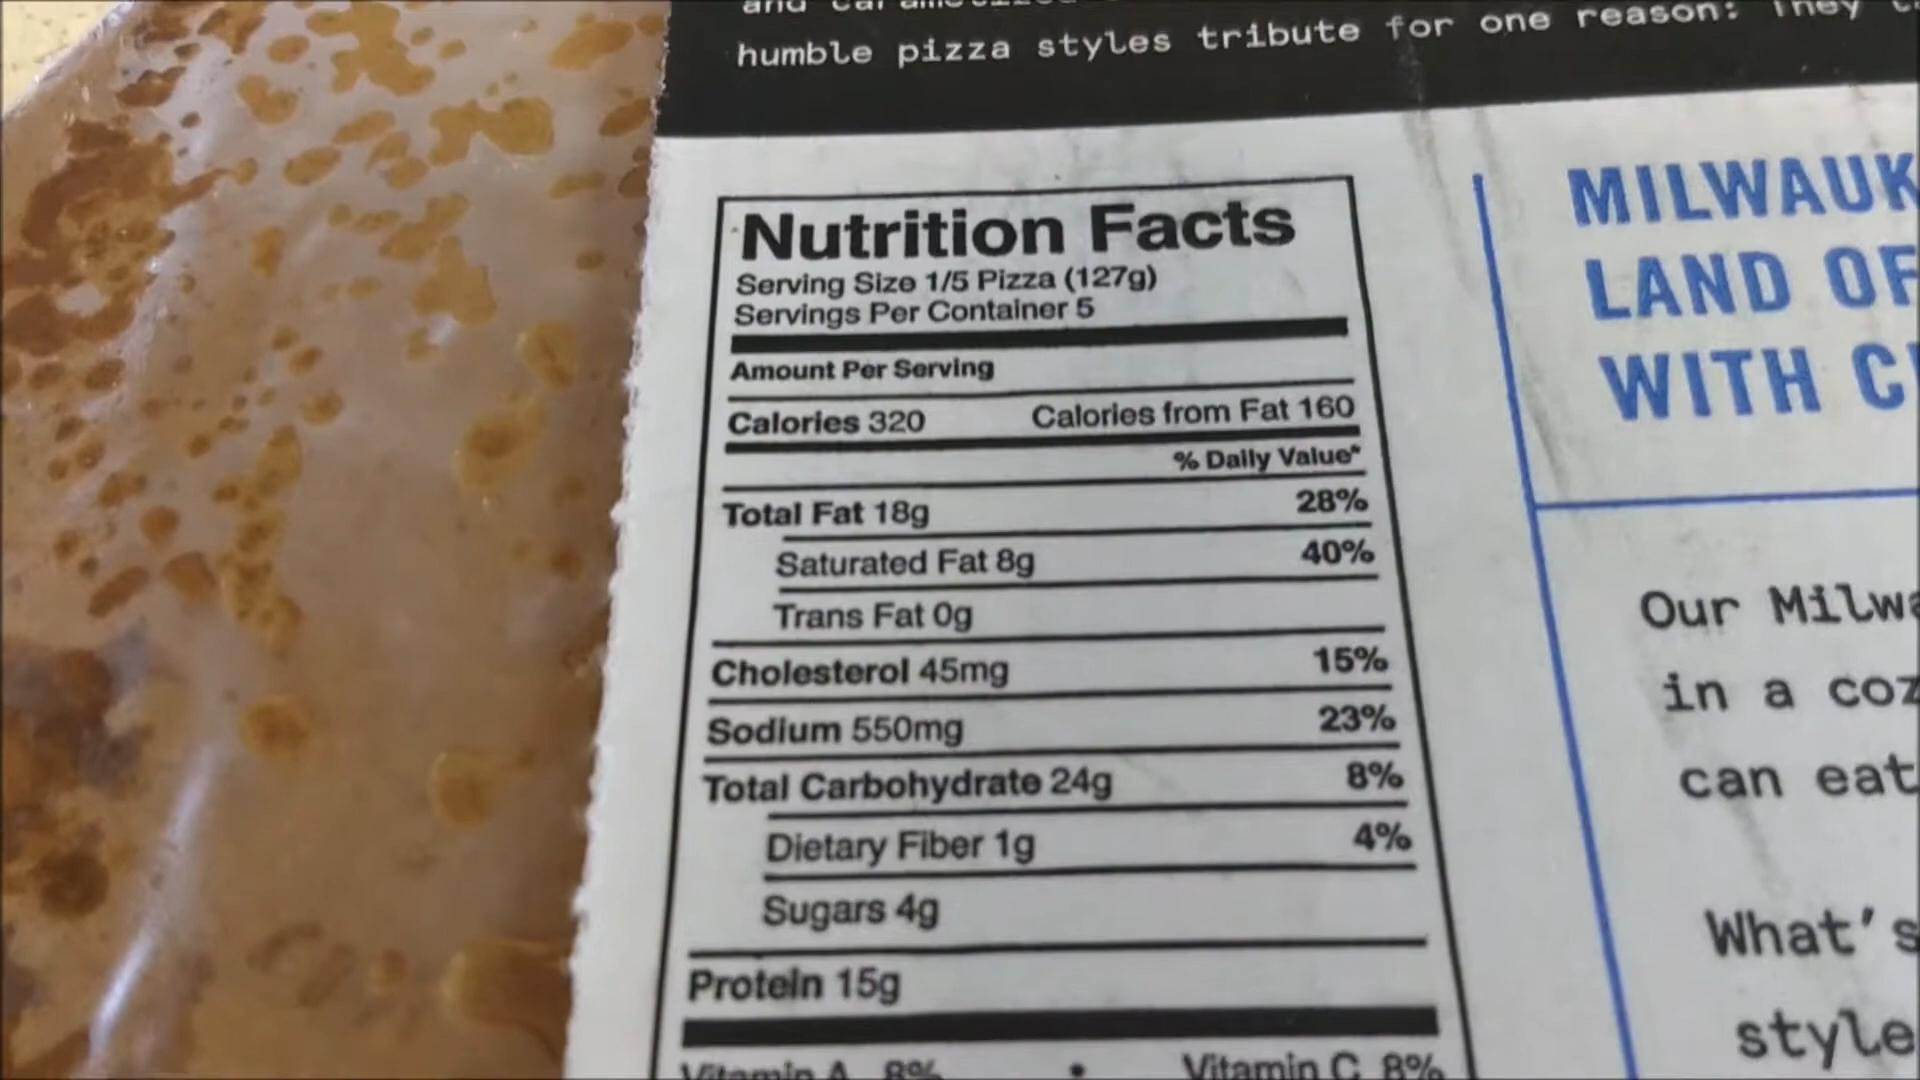 and
humble pizza styles tribute for one reason: They
Nutrition Facts
Serving Size 1/5 Pizza (127g)
Servings Per Container 5
Amount Per Serving
Calories 320 Calories from Fat 160
% Daily Value*
Total Fat 18g 28%
Saturated Fat 8g 40%
Trans Fat 0g
Cholesterol 45mg 15%
Sodium 550mg 23%
Total Carbohydrate 24g 8%
Dietary Fiber 1g 4%
Sugars 4g
Protein 15g
Vitamin A 8% • Vitamin C 8%
MILWAUK
LAND OF
WITH C
Our Milwa
in a coz
can eat
What's
style